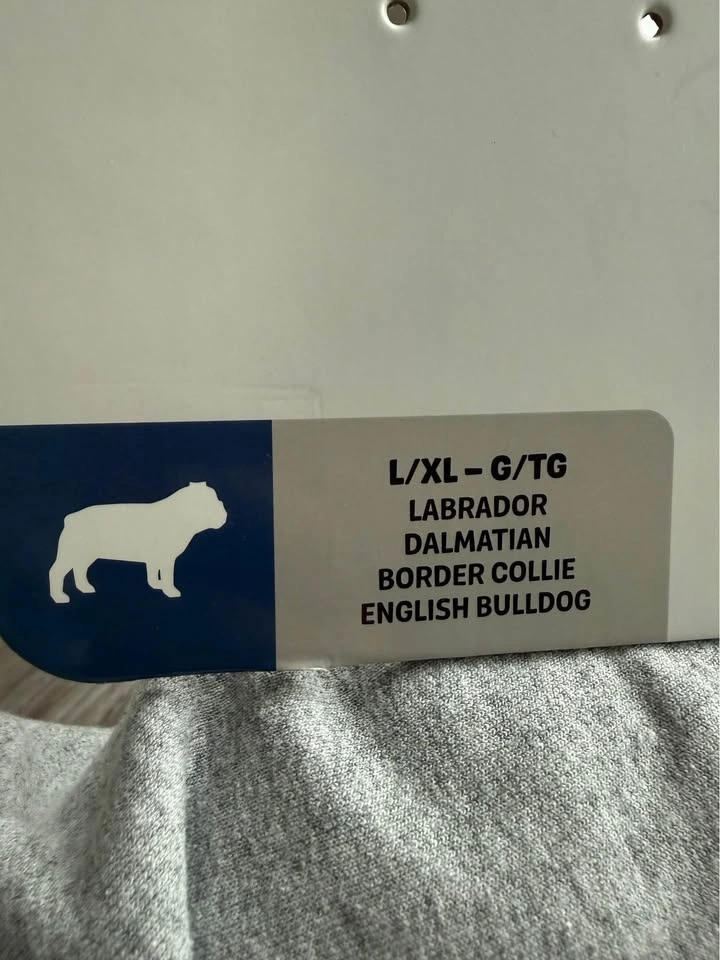 L/XL – G/TG
LABRADOR
DALMATIAN
BORDER COLLIE
ENGLISH BULLDOG